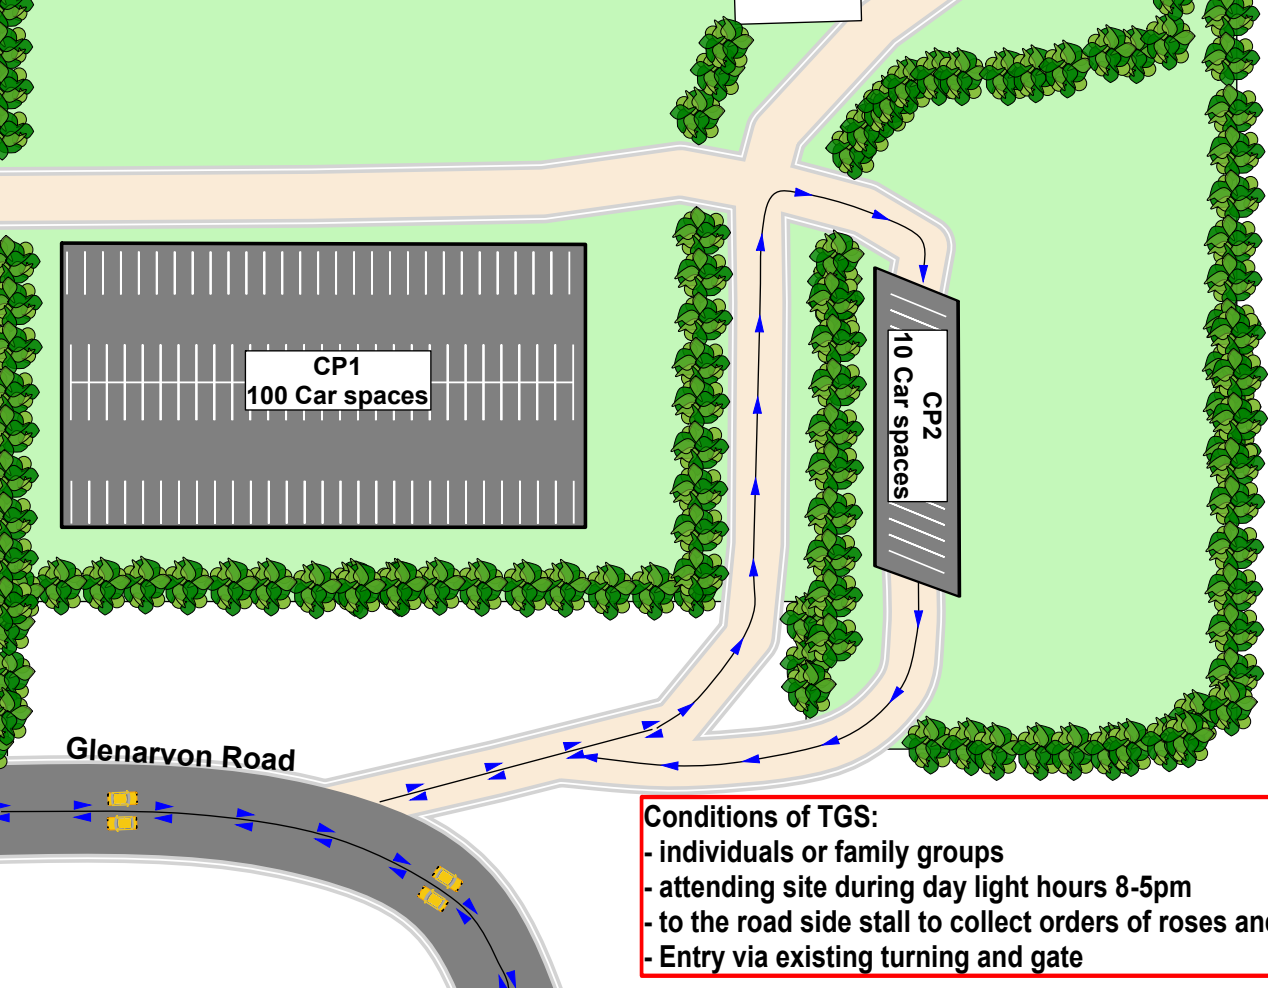 CP1
100 Car spaces
CP2
10 Car spaces
Glenarvon Road
Conditions of TGS:
- individuals or family groups
- attending site during day light hours 8-5pm
- to the road side stall to collect orders of roses and
- Entry via existing turning and gate